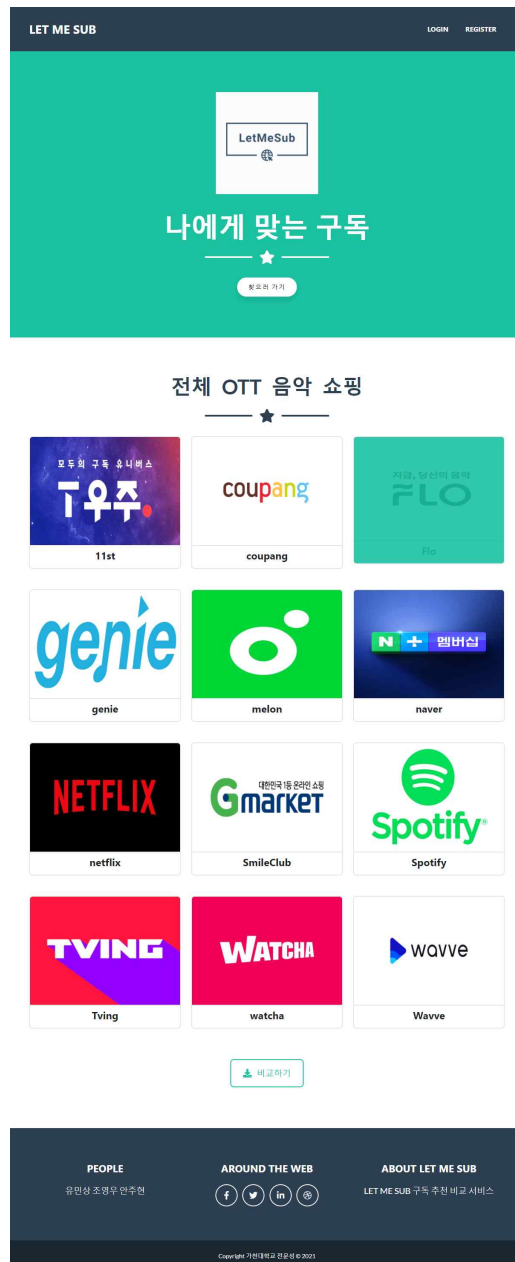 LET ME SUB
LOGIN REGISTER
LetMeSub
나에게 맞는 구독
찾으러 가기
전체 OTT 음악 쇼핑
모두의 구독 유니버스
T우주.
11st
coupang
coupang
지금, 당신의 음악
FLO
Flo
genie
genie
melon
N + 멤버십
naver
NETFLIX
netflix
대한민국 1등 온라인 쇼핑
Gmarket
SmileClub
Spotify®
Spotify
TVING
Tving
WATCHA
watcha
wavve
Wavve
비교하기
PEOPLE
유민상 조영우 안주현
AROUND THE WEB
ABOUT LET ME SUB
LET ME SUB 구독 추천 비교 서비스
Copyright 가천대학교 전운성 © 2021